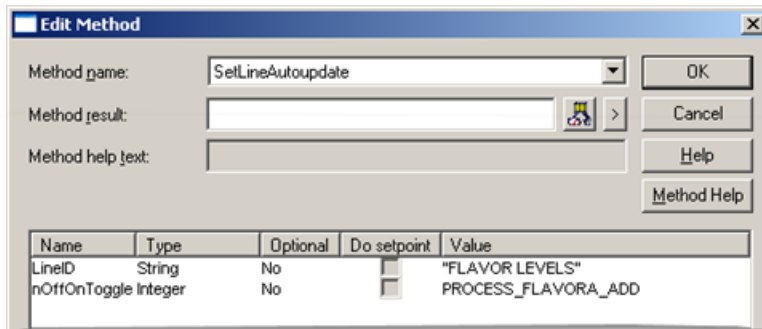 Edit Method
Method name: SetLineAutoupdate OK
Method result: > Cancel
Method help text: Help
Method Help
Name Type Optional Do setpoint Value
LineID String No "FLAVOR LEVELS"
nOffOnToggle Integer No PROCESS_FLAVORA_ADD